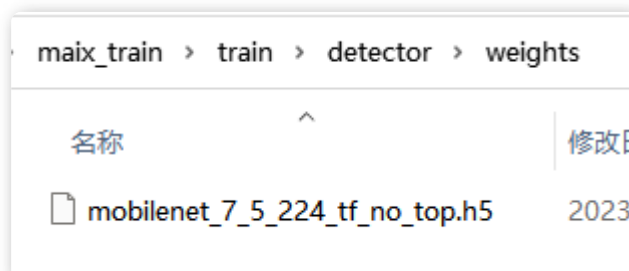 maix_train > train > detector > weights
名称 修改日
mobilenet_7_5_224_tf_no_top.h5 2023